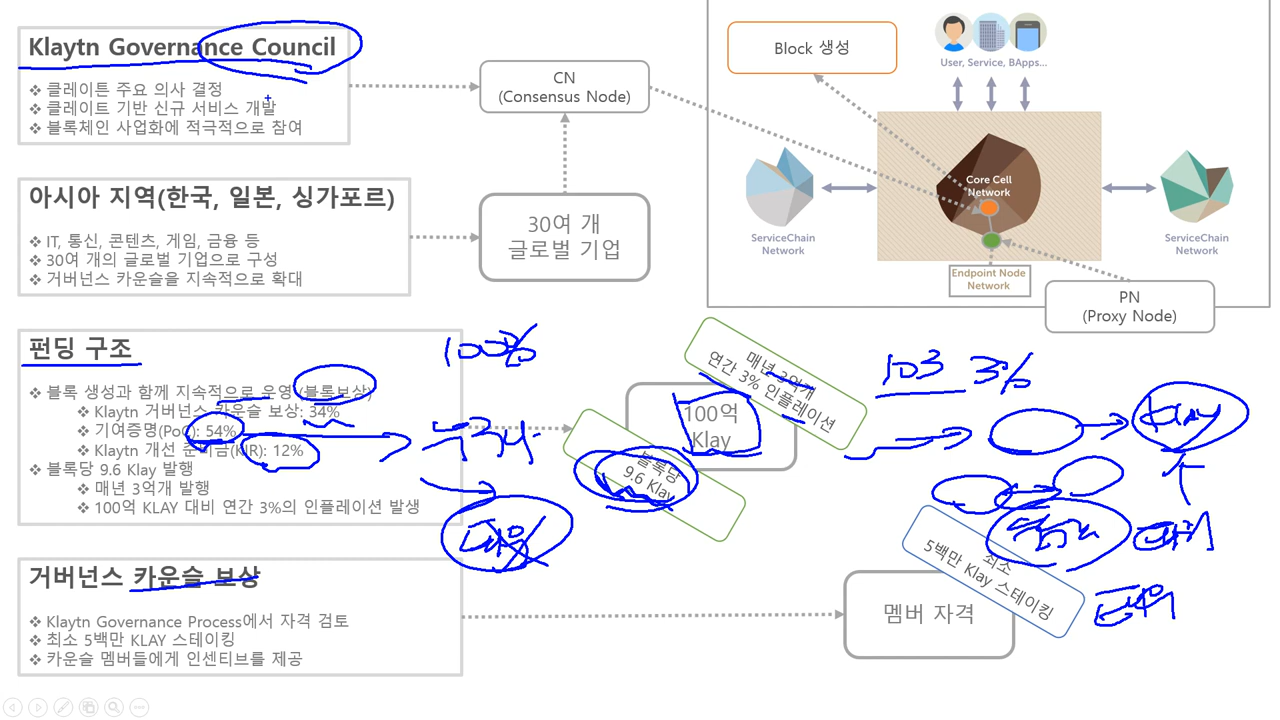 Klaytn Governance Council
❖ 클레이튼 주요 의사 결정
❖ 클레이트 기반 신규 서비스 개발
❖ 블록체인 사업화에 적극적으로 참여
CN
(Consensus Node)
Block 생성
User, Service, BApps...
Core Cell
Network
ServiceChain
Network
ServiceChain
Network
Endpoint Node
Network
PN
(Proxy Node)
아시아 지역(한국, 일본, 싱가포르)
❖ IT, 통신, 콘텐츠, 게임, 금융 등
❖ 30여 개의 글로벌 기업으로 구성
❖ 거버넌스 카운슬을 지속적으로 확대
30여 개
글로벌 기업
펀딩 구조
❖ 블록 생성과 함께 지속적으로 운영 (블록보상)
❖ Klaytn 거버넌스 카운슬 보상: 34%
❖ 기여증명(PoC): 54%
❖ Klaytn 개선 준비금(KIR): 12%
❖ 블록당 9.6 Klay 발행
❖ 매년 3억개 발행
❖ 100억 KLAY 대비 연간 3%의 인플레이션 발생
100%
매년 3억개
연간 3% 인플레이션
100억
Klay
블록당
9.6 Klay
103 3%
Klay
거버넌스 카운슬 보상
❖ Klaytn Governance Process에서 자격 검토
❖ 최소 5백만 KLAY 스테이킹
❖ 카운슬 멤버들에게 인센티브를 제공
최소
5백만 Klay 스테이킹
멤버 자격